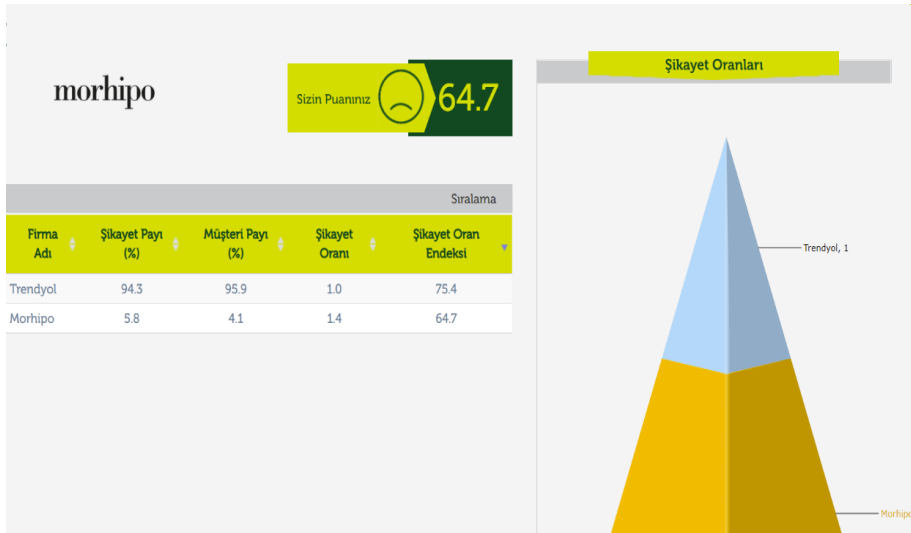 morhipo
Sizin Puanınız
64.7
Sıralama
Firma Adı Şikayet Payı (%) Müşteri Payı (%) Şikayet Oranı Şikayet Oran Endeksi
Trendyol 94.3 95.9 1.0 75.4
Morhipo 5.8 4.1 1.4 64.7
Şikayet Oranları
Trendyol, 1
Morhipo